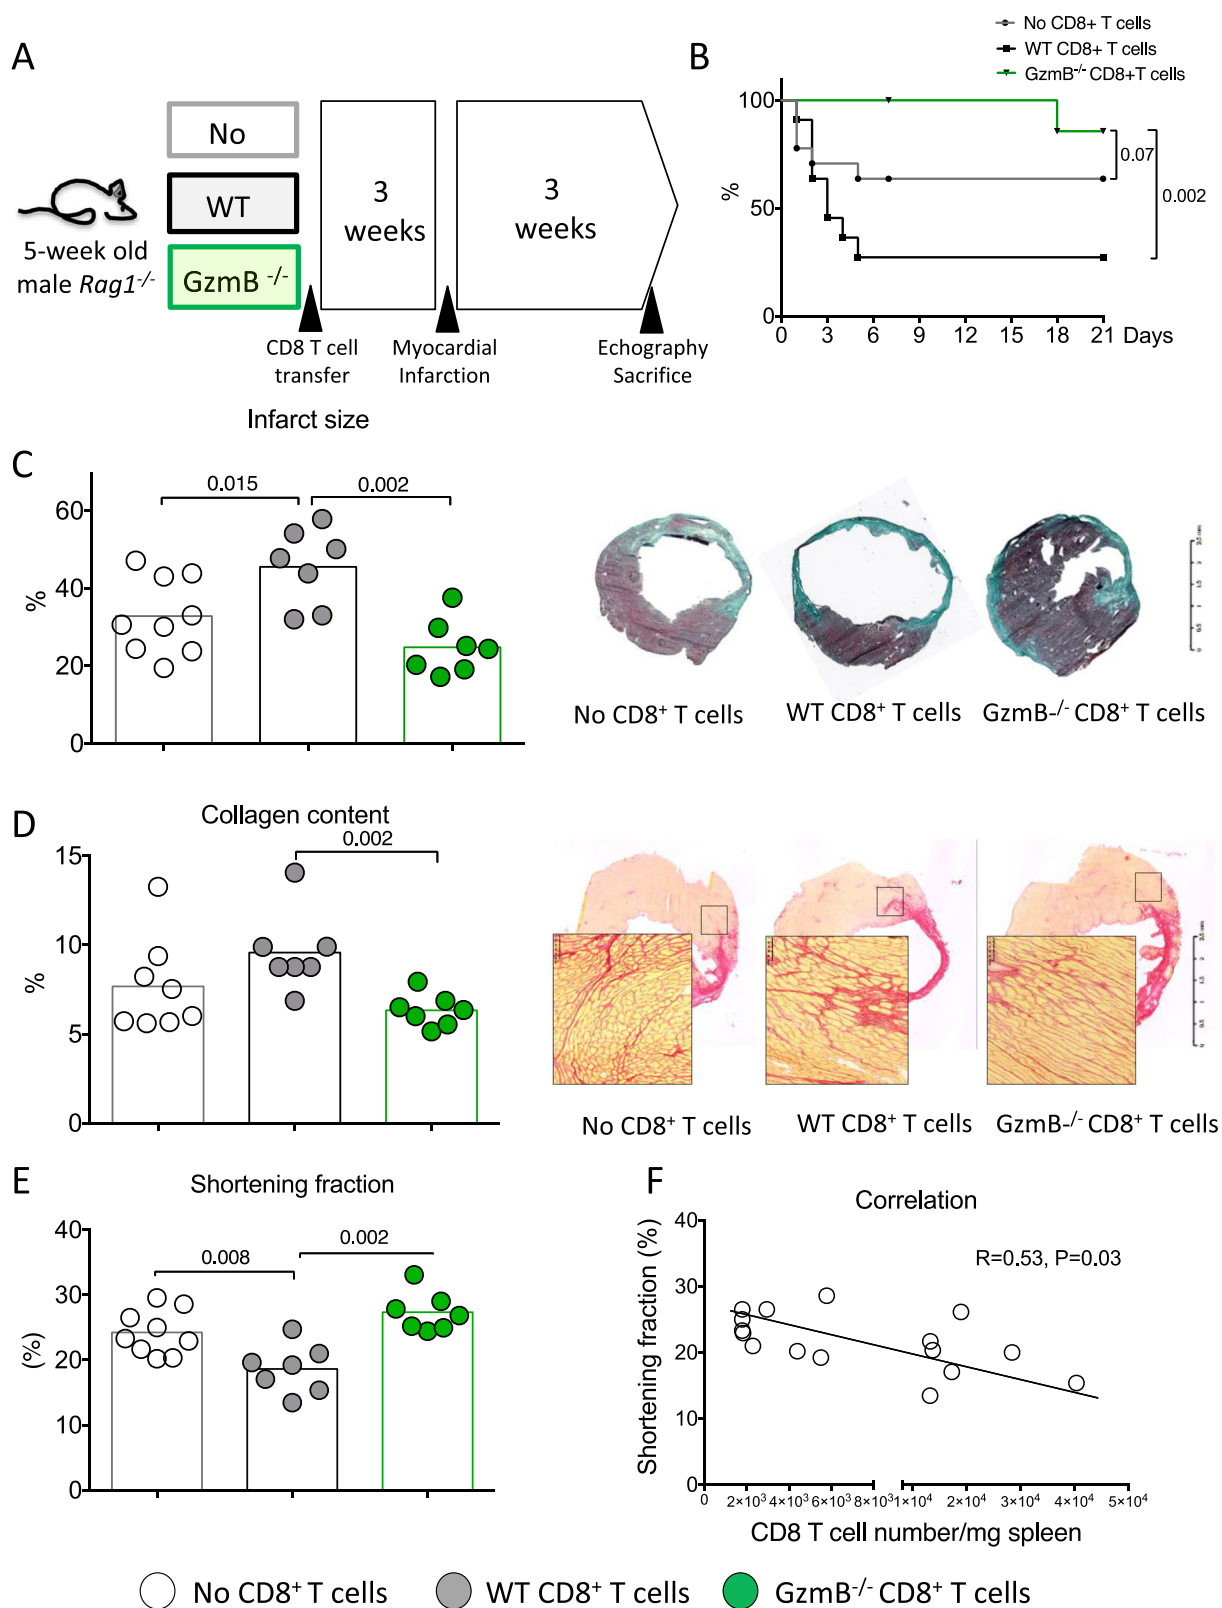 A
No
WT
GzmB -/-
5-week old
male Rag1-/-
3
weeks
3
weeks
CD8 T cell
transfer
Myocardial
Infarction
Echography
Sacrifice
B
No CD8+ T cells
WT CD8+ T cells
GzmB-/- CD8+T cells
%
100
50
0
0 3 6 9 12 15 18 21 Days
0.07
0.002
C
Infarct size
%
60
40
20
0
0.015
0.002
No CD8+ T cells
WT CD8+ T cells
GzmB-/- CD8+ T cells
D
Collagen content
%
15
10
5
0
0.002
No CD8+ T cells
WT CD8+ T cells
GzmB-/- CD8+ T cells
E
Shortening fraction
(%)
40
30
20
10
0
0.008
0.002
F
Correlation
Shortening fraction (%)
40
30
20
10
0
R=0.53, P=0.03
0 2×10³ 4×10³ 6×10³ 8×10³ 1×10⁴ 2×10⁴ 3×10⁴ 4×10⁴ 5×10⁴
CD8 T cell number/mg spleen
No CD8+ T cells
WT CD8+ T cells
GzmB-/- CD8+ T cells